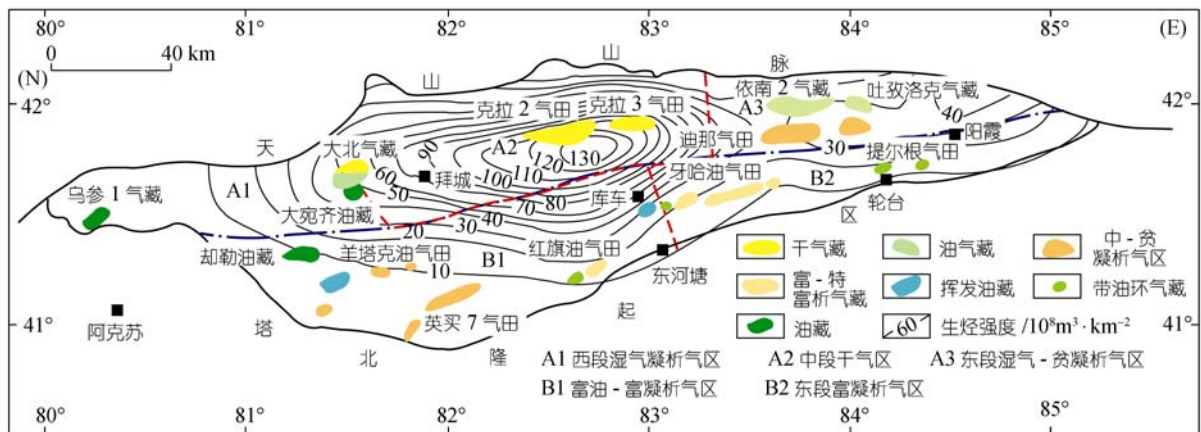 80° 81° 82° 83° 84° 85° (E)
0 40 km
(N)
42° 42°
天 山 山 脉
克拉 2 气田 克拉 3 气田
依南 2 气藏 吐孜洛克气藏
A3
40
阳霞
大北气藏
90
A2
120 130
110
100
迪那气田
30
提尔根气田
乌参 1 气藏
A1
60
50
拜城
80
70
库车
牙哈油气田
B2
轮台
大宛齐油藏
40
30
20
却勒油藏
羊塔克油气田
10
B1
红旗油气田
东河塘
英买 7 气田
阿克苏
塔 北 隆 起 区
41° 41°
干气藏 油气藏 中 - 贫凝析气区
富 - 特富析气藏 挥发油藏 带油环气藏
油藏 60 生烃强度 /10⁸m³ · km⁻²
A1 西段湿气凝析气区 A2 中段干气区 A3 东段湿气 - 贫凝析气区
B1 富油 - 富凝析气区 B2 东段富凝析气区
80° 81° 82° 83° 84° 85°